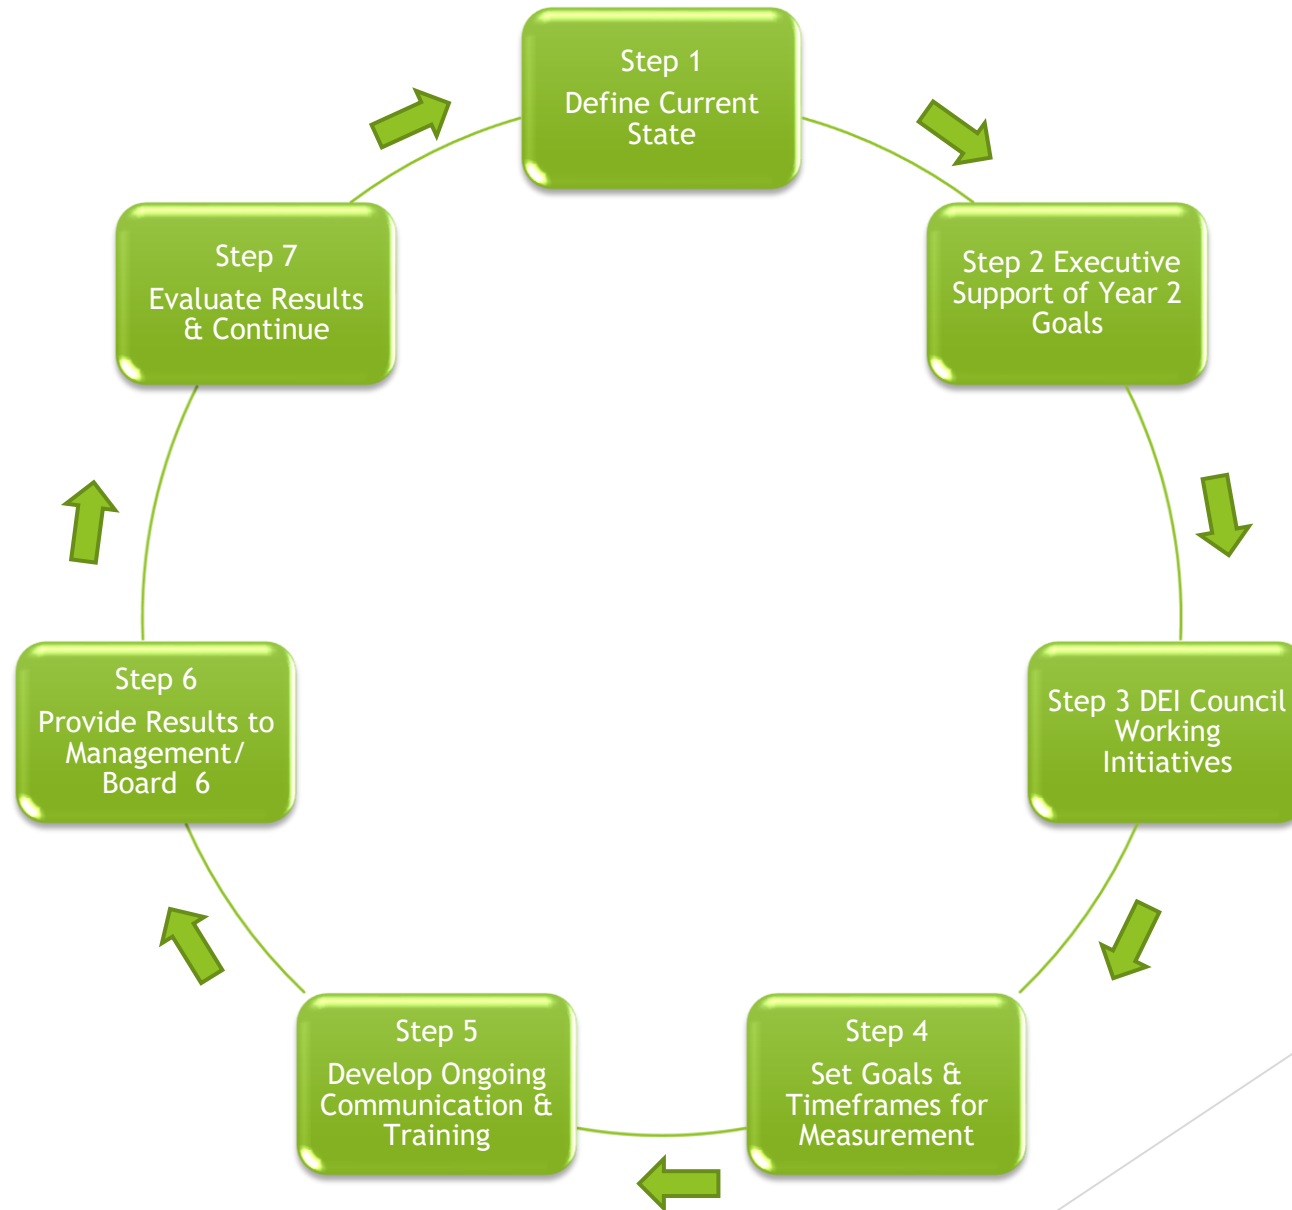 Step 1
Define Current
State
Step 2 Executive
Support of Year 2
Goals
Step 3 DEI Council
Working
Initiatives
Step 4
Set Goals &
Timeframes for
Measurement
Step 5
Develop Ongoing
Communication &
Training
Step 6
Provide Results to
Management/
Board  6
Step 7
Evaluate Results
& Continue